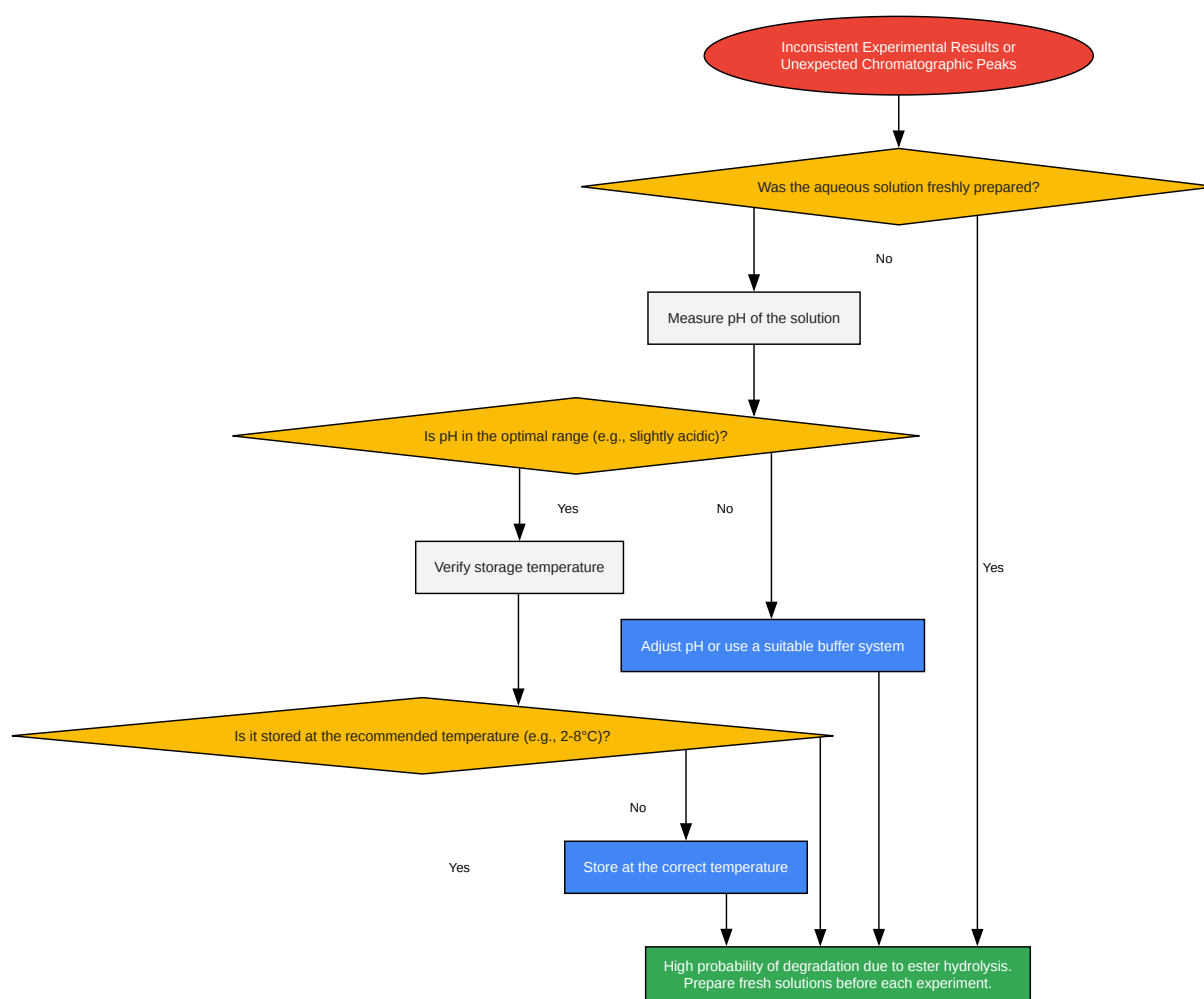 Inconsistent Experimental Results or
Unexpected Chromatographic Peaks
Was the aqueous solution freshly prepared?
No
Measure pH of the solution
Is pH in the optimal range (e.g., slightly acidic)?
Yes
No
Verify storage temperature
Yes
Adjust pH or use a suitable buffer system
Is it stored at the recommended temperature (e.g., 2-8°C)?
No
Yes
Store at the correct temperature
High probability of degradation due to ester hydrolysis.
Prepare fresh solutions before each experiment.